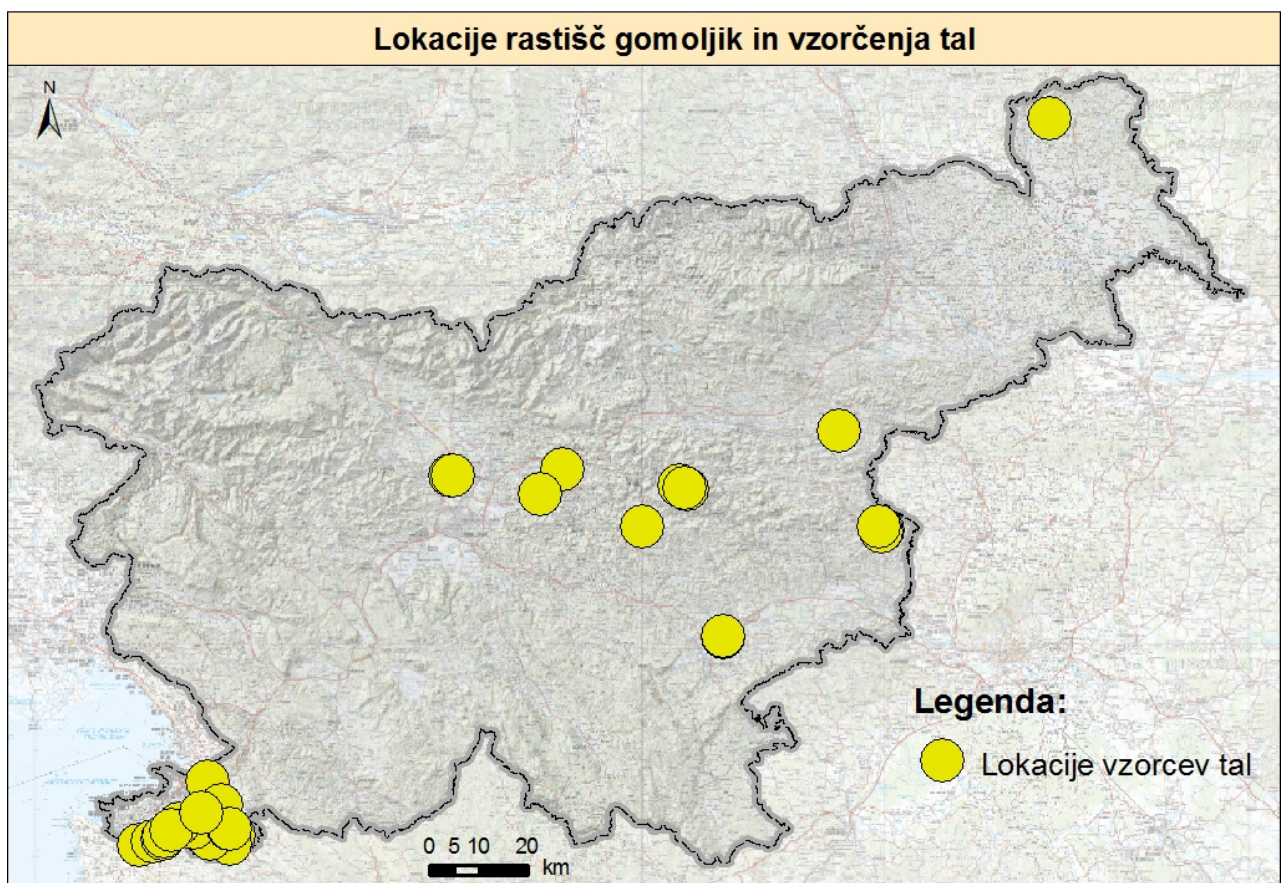 Lokacije rastišč gomoljik in vzorčenja tal
N
Legenda:
Lokacije vzorcev tal
0 5 10 20
km